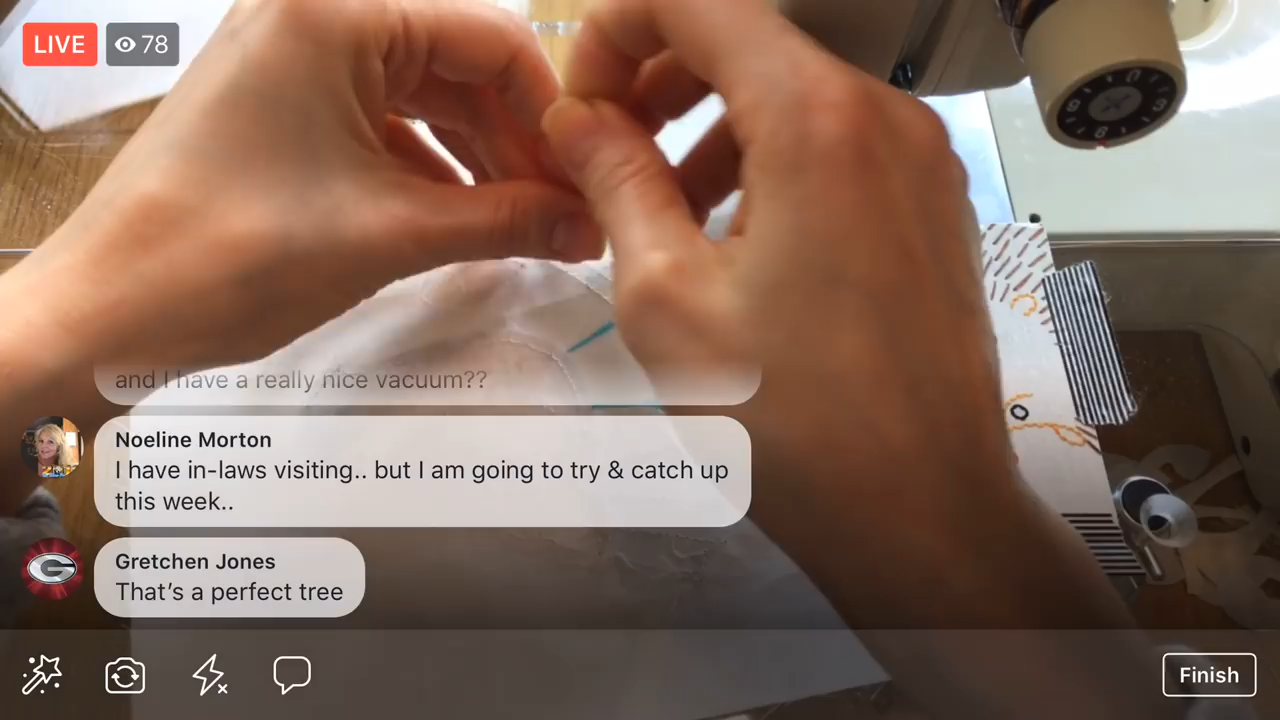 LIVE 78
and I have a really nice vacuum??
Noeline Morton
I have in-laws visiting.. but I am going to try & catch up
this week..
Gretchen Jones
That's a perfect tree
Finish